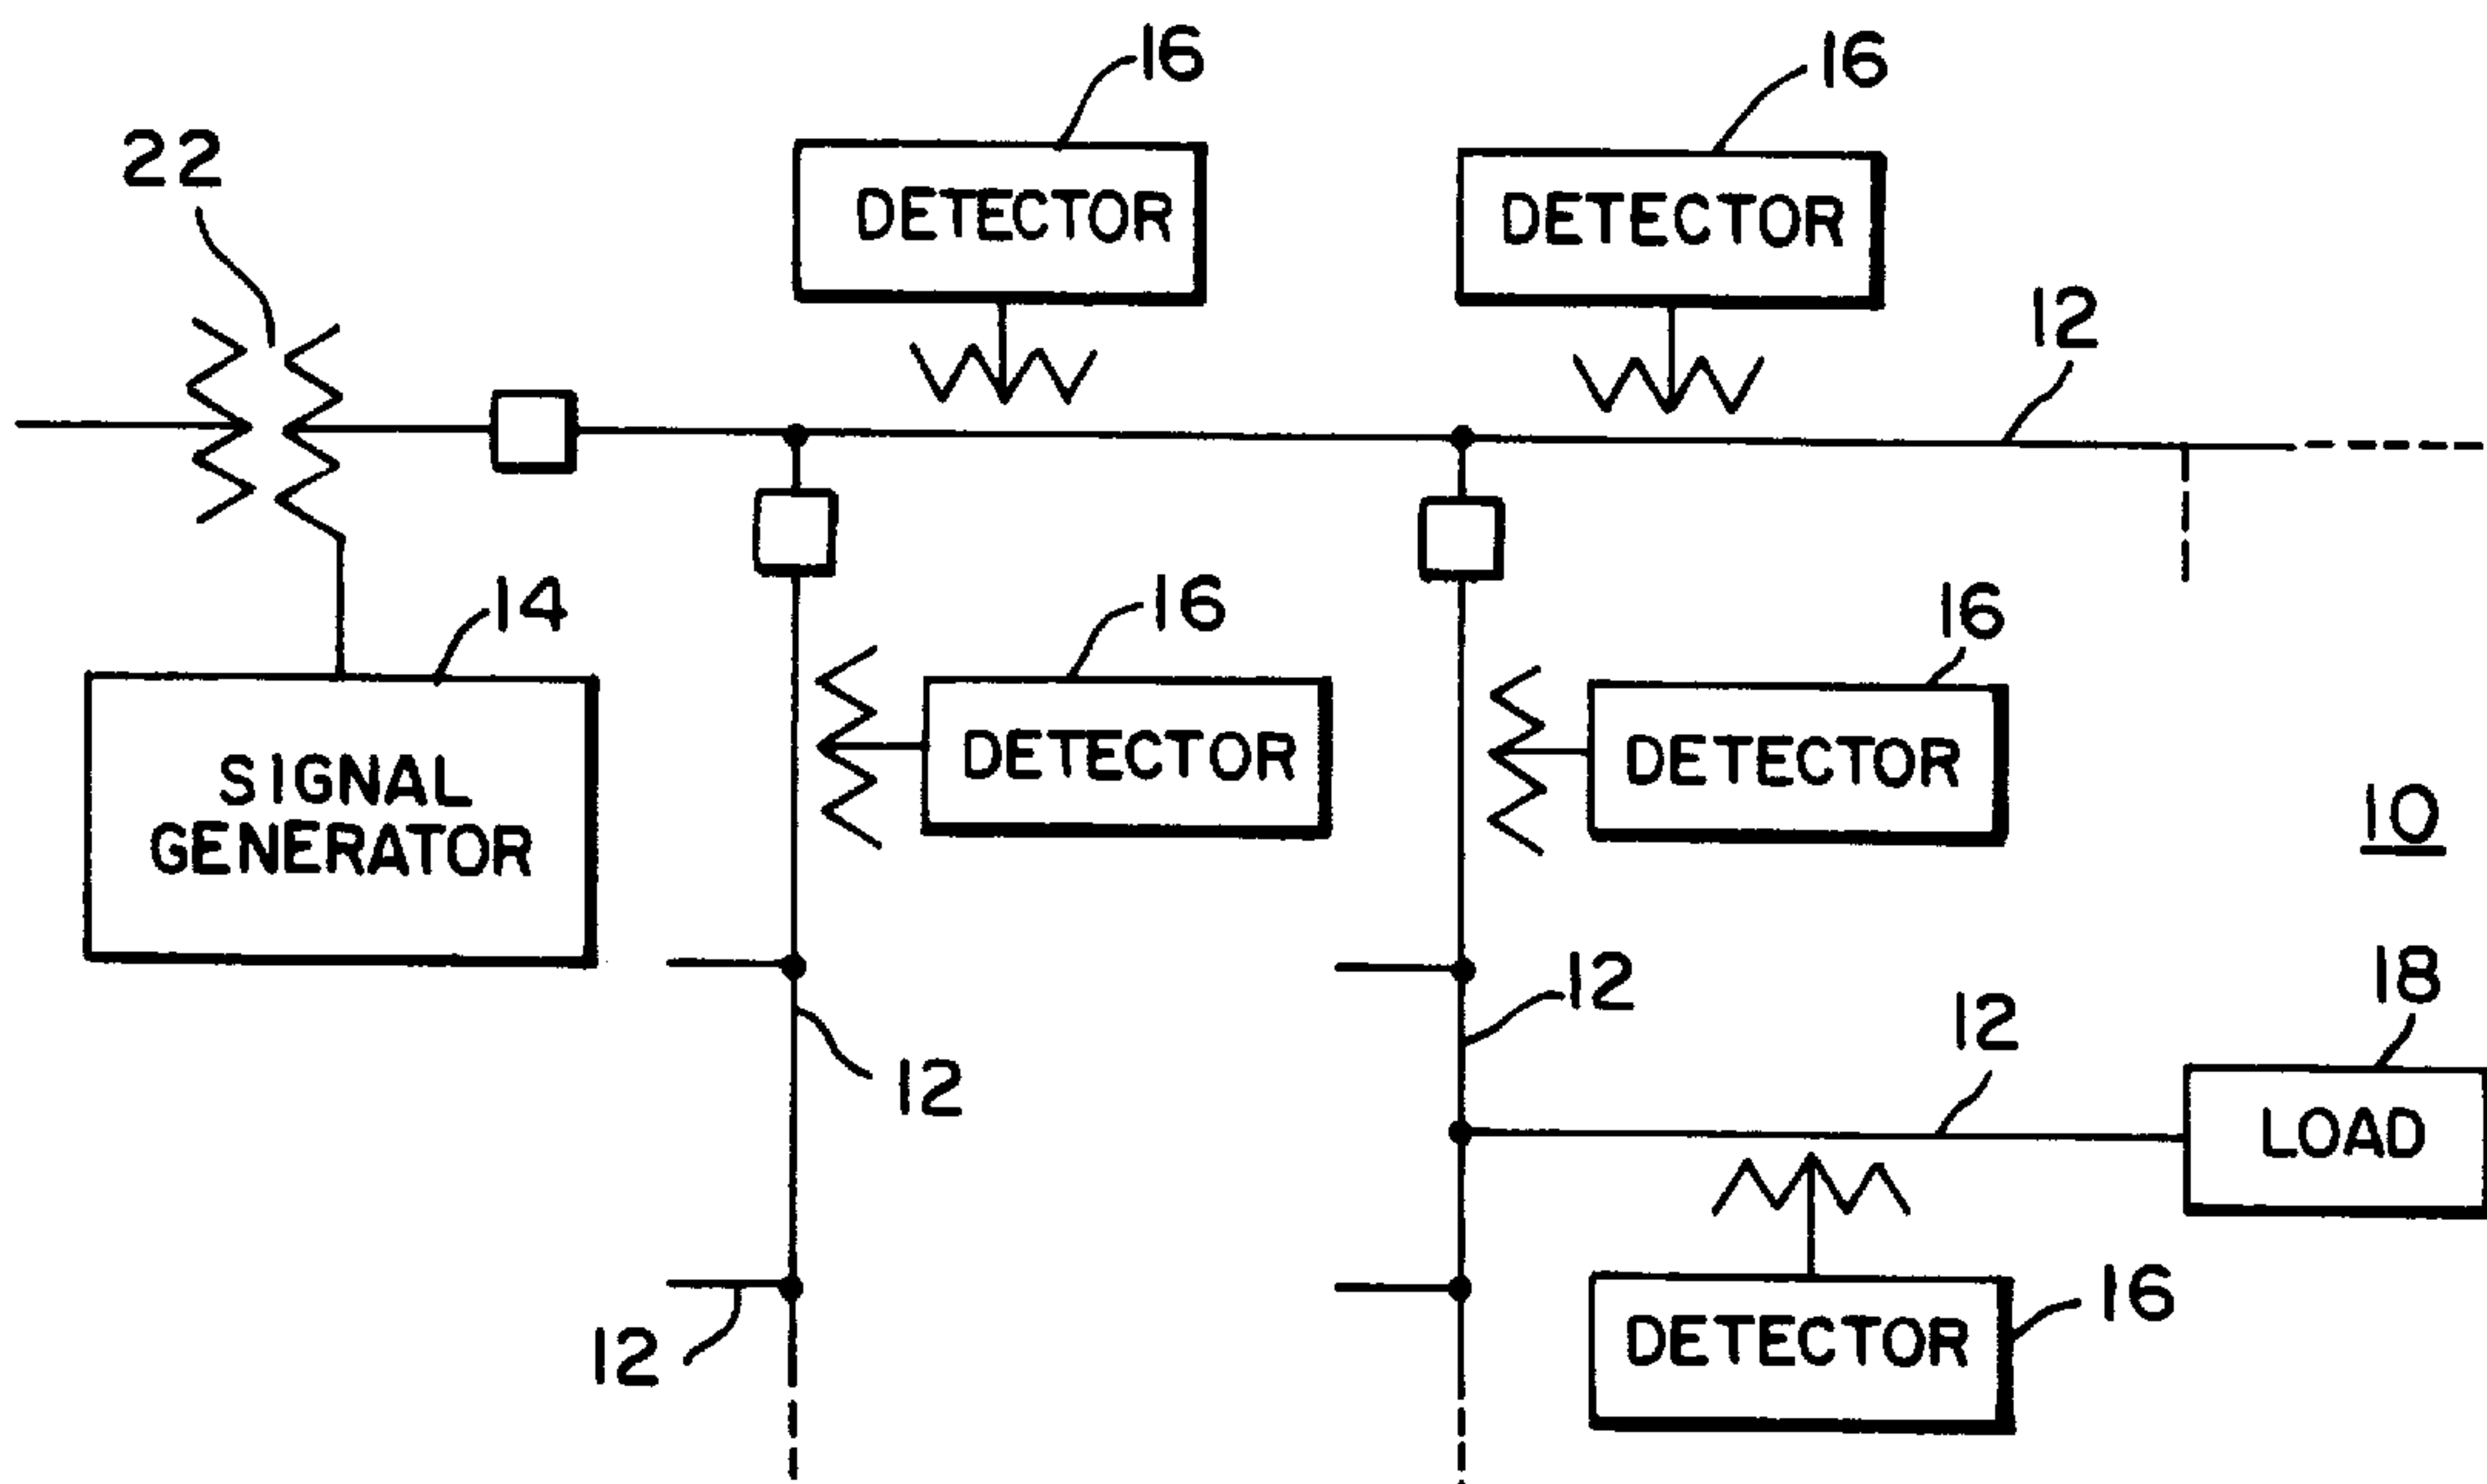 16
16
22
DETECTOR
DETECTOR
12
14
16
16
DETECTOR
DETECTOR
SIGNAL
GENERATOR
10
12
12
18
12
LOAD
16
DETECTOR
12